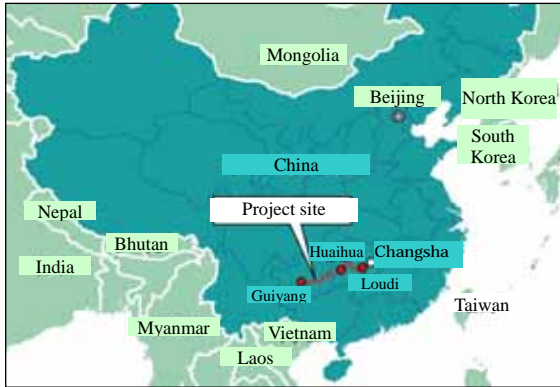 Mongolia
Beijing
North Korea
South
Korea
China
Nepal
Project site
Bhutan
Huaihua
Changsha
India
Guiyang
Loudi
Taiwan
Myanmar
Vietnam
Laos